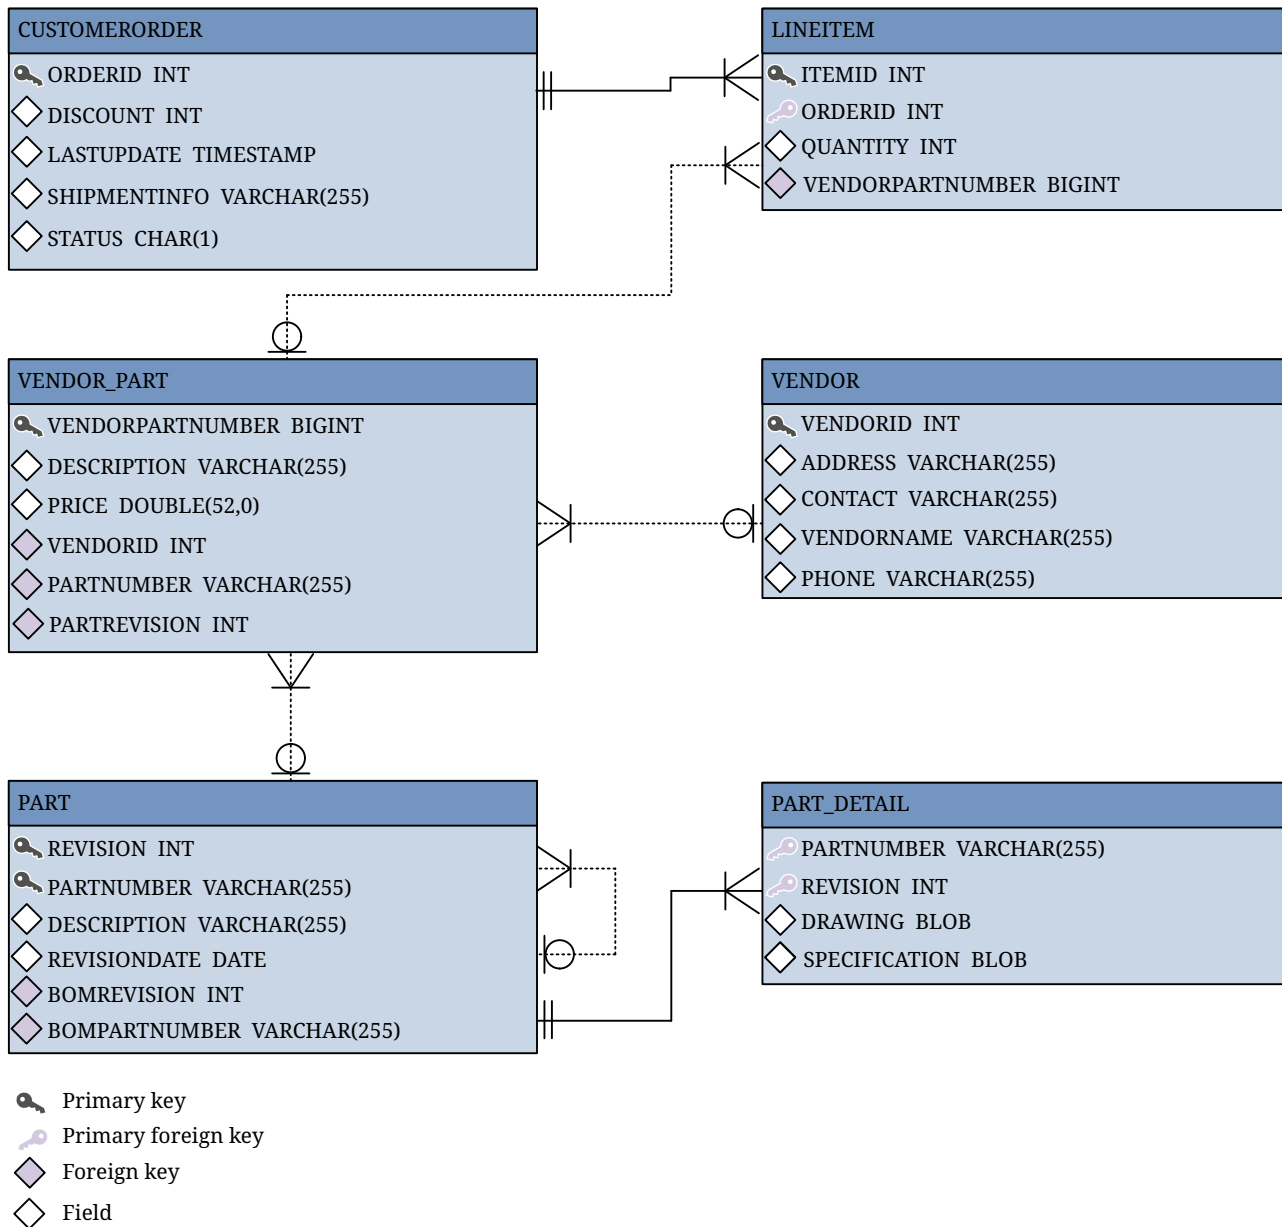 CUSTOMERORDER
ORDERID INT
DISCOUNT INT
LASTUPDATE TIMESTAMP
SHIPMENTINFO VARCHAR(255)
STATUS CHAR(1)
LINEITEM
ITEMID INT
ORDERID INT
QUANTITY INT
VENDORPARTNUMBER BIGINT
VENDOR_PART
VENDORPARTNUMBER BIGINT
DESCRIPTION VARCHAR(255)
PRICE DOUBLE(52,0)
VENDORID INT
PARTNUMBER VARCHAR(255)
PARTREVISION INT
VENDOR
VENDORID INT
ADDRESS VARCHAR(255)
CONTACT VARCHAR(255)
VENDORNAME VARCHAR(255)
PHONE VARCHAR(255)
PART
REVISION INT
PARTNUMBER VARCHAR(255)
DESCRIPTION VARCHAR(255)
REVISIONDATE DATE
BOMREVISION INT
BOMPARTNUMBER VARCHAR(255)
PART_DETAIL
PARTNUMBER VARCHAR(255)
REVISION INT
DRAWING BLOB
SPECIFICATION BLOB
Primary key
Primary foreign key
Foreign key
Field